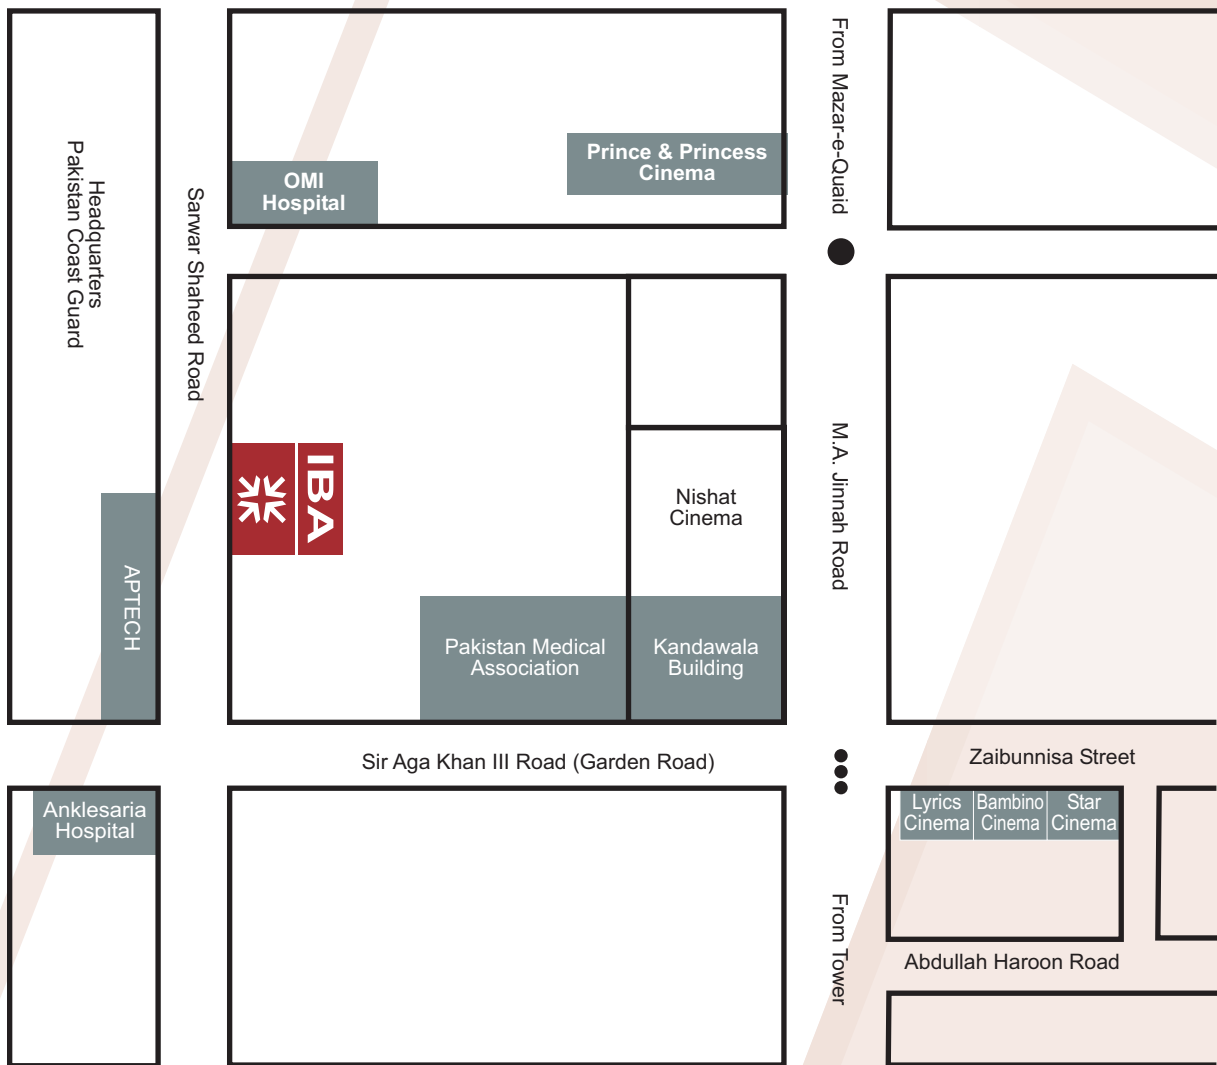 Headquarters
Pakistan Coast Guard
Sarwar Shaheed Road
OMI
Hospital
Prince & Princess
Cinema
From Mazar-e-Quaid
IBA
APTECH
Nishat
Cinema
M.A. Jinnah Road
Pakistan Medical
Association
Kandawala
Building
Sir Aga Khan III Road (Garden Road)
Zaibunnisa Street
Anklesaria
Hospital
Lyrics
Cinema
Bambino
Cinema
Star
Cinema
From Tower
Abdullah Haroon Road